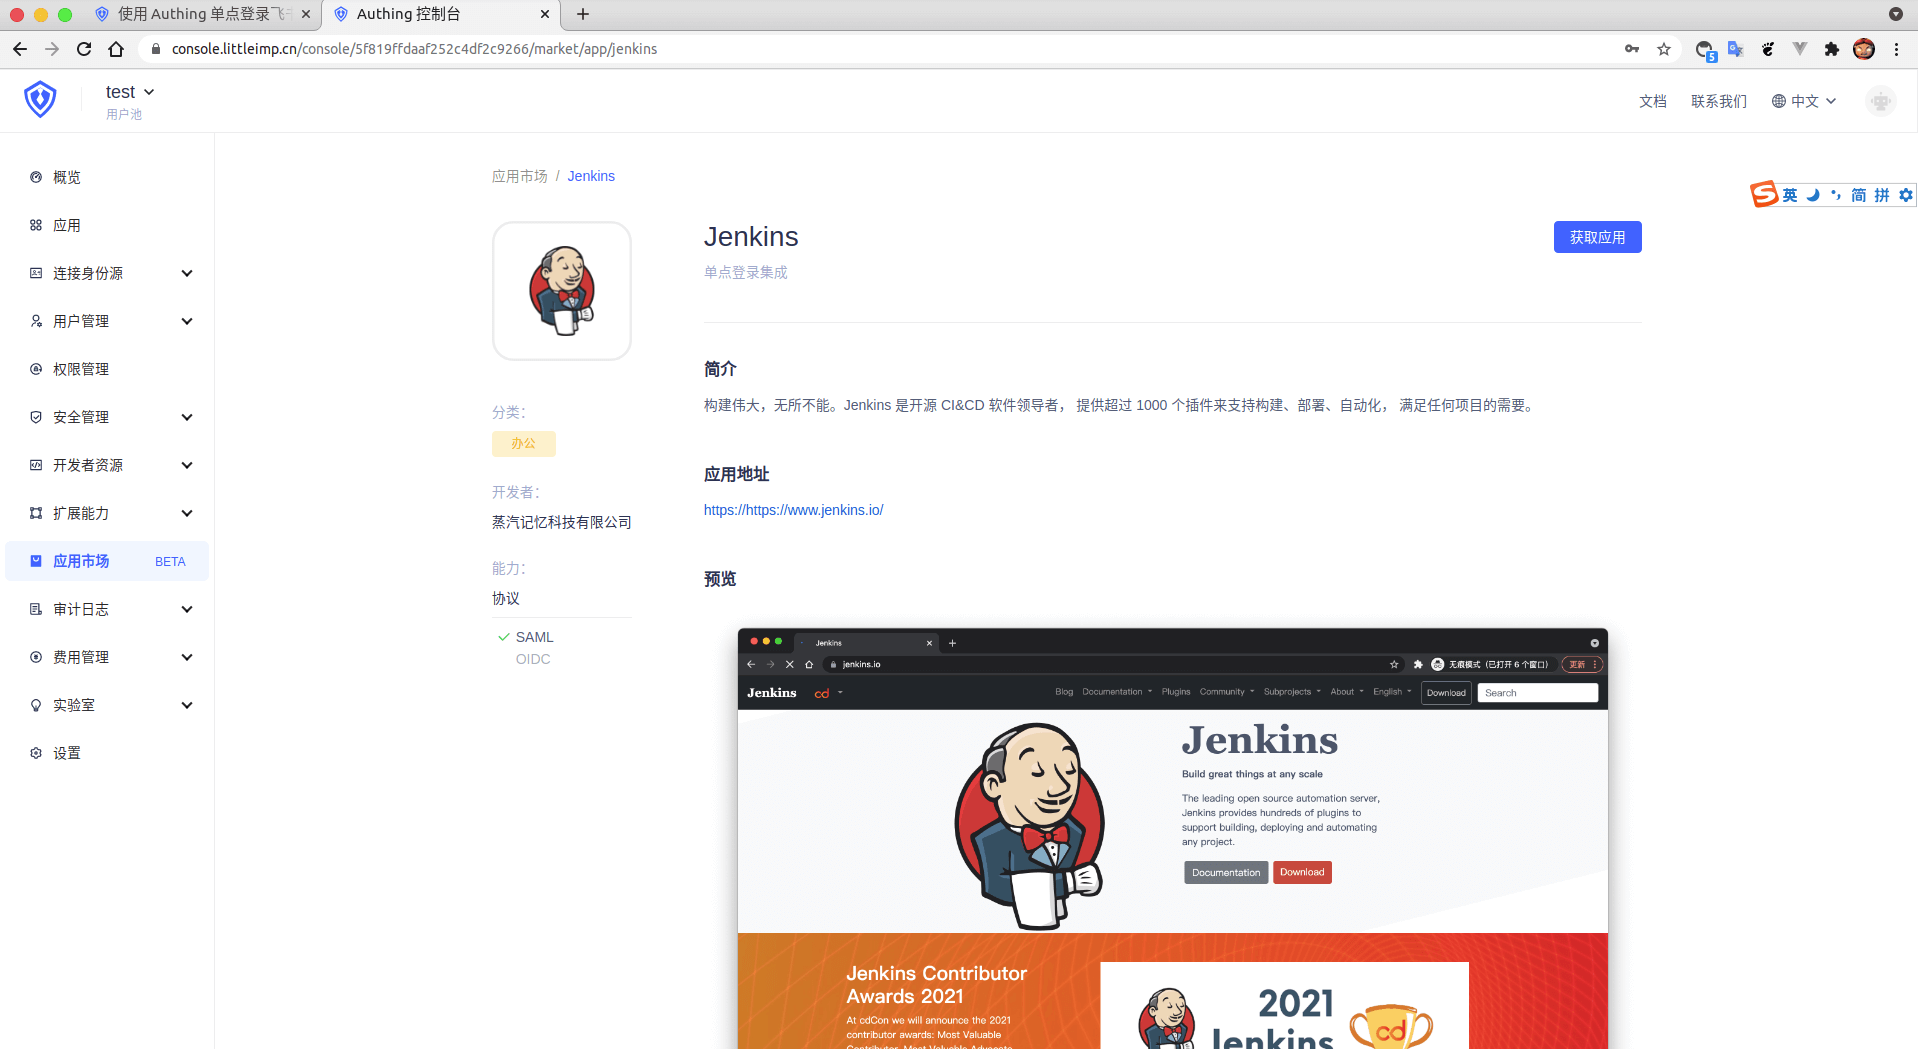 使用 Authing 单点登录飞
Authing 控制台
console.littleimp.cn/console/5f819ffdaaf252c4df2c9266/market/app/jenkins
5
test
用户池
文档
联系我们
中文
概览
应用
连接身份源
用户管理
权限管理
安全管理
开发者资源
扩展能力
应用市场 BETA
审计日志
费用管理
实验室
设置
英 简 拼
应用市场 / Jenkins
分类：
办公
开发者：
蒸汽记忆科技有限公司
能力：
协议
SAML
OIDC
Jenkins
获取应用
单点登录集成
简介
构建伟大，无所不能。Jenkins 是开源 CI&CD 软件领导者， 提供超过 1000 个插件来支持构建、部署、自动化， 满足任何项目的需要。
应用地址
https://https://www.jenkins.io/
预览
Jenkins
jenkins.io
无痕模式（已打开 6 个窗口）
更新
Jenkins cd Blog Documentation Plugins Community Subprojects About English Download Search
Jenkins
Build great things at any scale
The leading open source automation server,
Jenkins provides hundreds of plugins to
support building, deploying and automating
any project.
Documentation Download
Jenkins Contributor
Awards 2021
At cdCon we will announce the 2021
contributor awards: Most Valuable
Contributor, Most Valuable Advocate
2021
Jenkins
cd